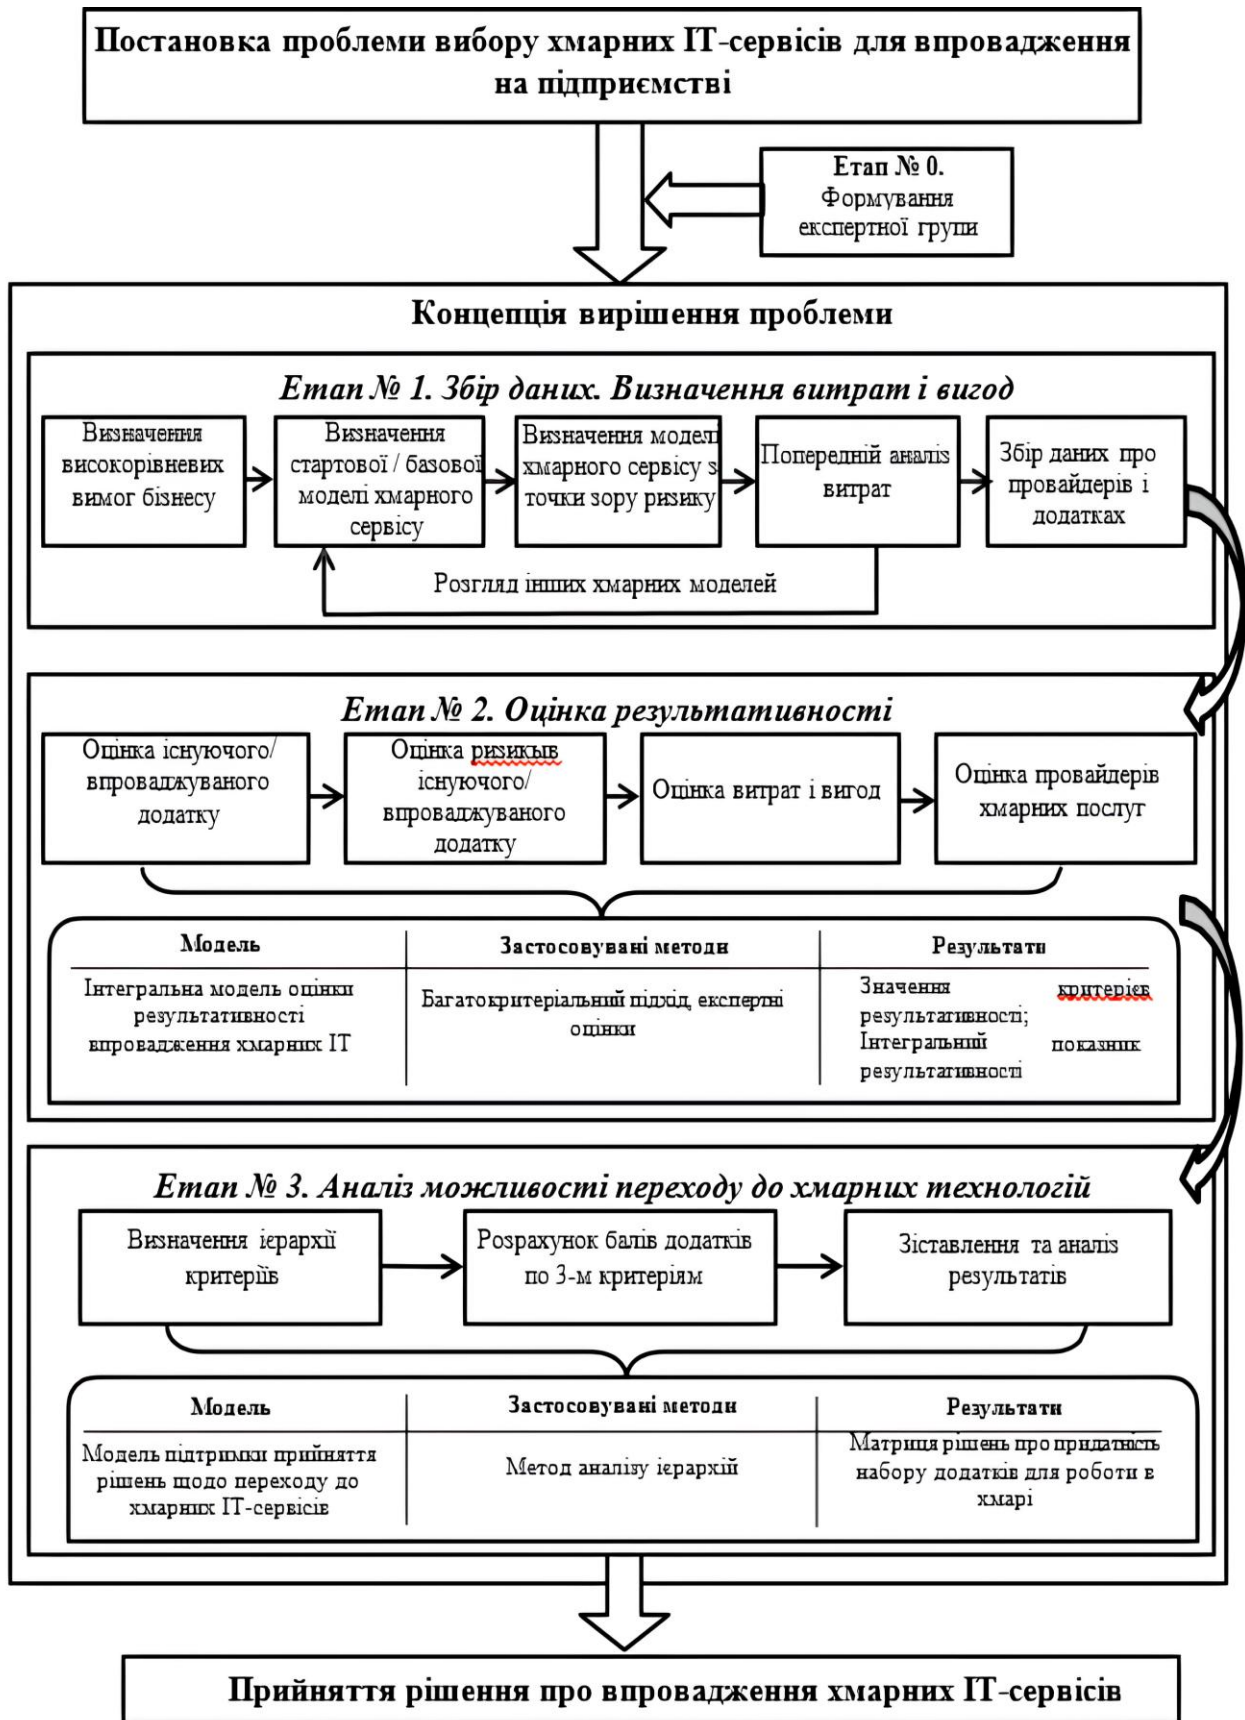 Постановка проблеми вибору хмарних ІТ-сервісів для впровадження
на підприємстві
Етап № 0.
Формування
експертної групи
Концепція вирішення проблеми
Етап № 1. Збір даних. Визначення витрат і вигод
Визначення
високорівневих
вимог бізнесу
Визначення
стартової / базової
моделі хмарного
сервісу
Визначення моделі
хмарного сервісу з
точки зору ризику
Попередній аналіз
витрат
Збір даних про
провайдерів і
додатках
Розгляд інших хмарних моделей
Етап № 2. Оцінка результативності
Оцінка існуючого/
впроваджуваного
додатку
Оцінка ризикыв
існуючого/
впроваджуваного
додатку
Оцінка витрат і вигод
Оцінка провайдерів
хмарних послуг
Модель
Інтегральна модель оцінки
результативності
впровадження хмарних ІТ
Застосовувані методи
Багатокритеріальний підхід, експертні
оцінки
Результати
Значення критерієв
результативності;
Інтегральний показник
результативності
Етап № 3. Аналіз можливості переходу до хмарних технологій
Визначення ієрархії
критеріїв
Розрахунок балів додатків
по 3-м критеріям
Зіставлення та аналіз
результатів
Модель
Модель підтримки прийняття
рішень щодо переходу до
хмарних ІТ-сервісів
Застосовувані методи
Метод аналізу ієрархій
Результати
Матриця рішень про придатність
набору додатків для роботи в
хмарі
Прийняття рішення про впровадження хмарних ІТ-сервісів